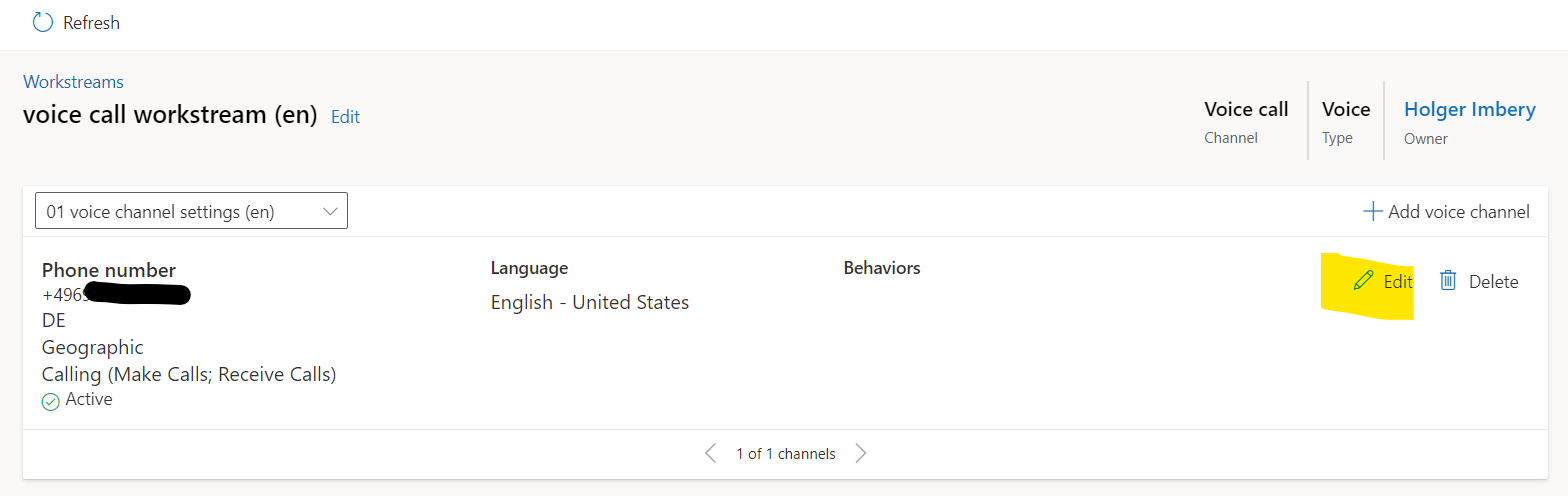 Refresh
Workstreams
voice call workstream (en) Edit
Voice call Voice Holger Imbery
Channel Type Owner
01 voice channel settings (en)
Add voice channel
Phone number Language Behaviors
+496
English - United States
Edit Delete
DE
Geographic
Calling (Make Calls; Receive Calls)
Active
1 of 1 channels